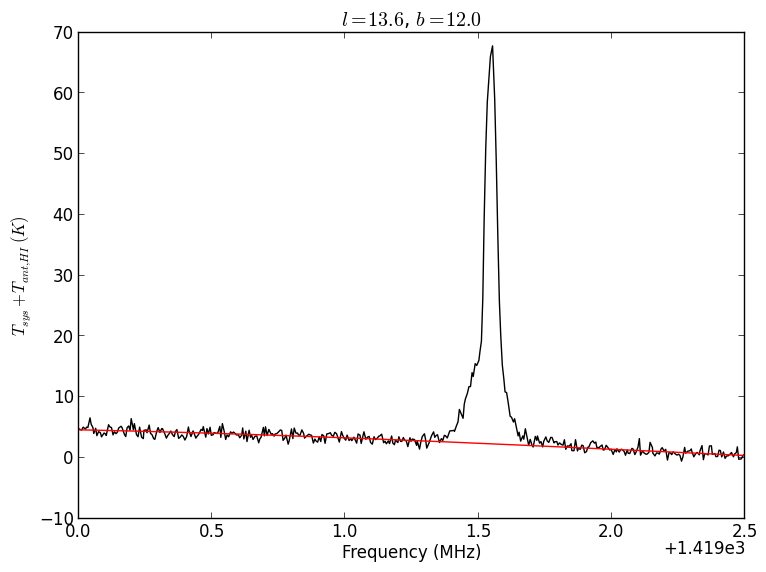 l = 13.6, b = 12.0
70
60
50
40
30
20
10
0
−10
T_sys + T_ant,HI (K)
0.0 0.5 1.0 1.5 2.0 2.5
Frequency (MHz)
+1.419e3